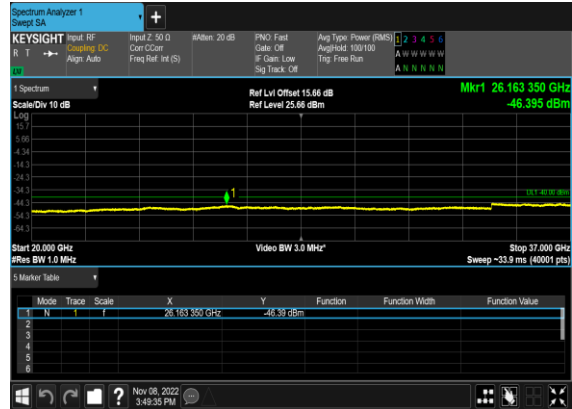 Spectrum Analyzer 1
Swept SA
+
KEYSIGHT Input: RF Input Z: 50 Ω #Atten: 20 dB PNO: Fast Avg Type: Power (RMS) 1 2 3 4 5 6
R T Coupling: DC Corr CCorr Gate: Off Avg|Hold: 100/100 A W W W W W
Align: Auto Freq Ref: Int (S) IF Gain: Low Trig: Free Run
Sig Track: Off A N N N N N
1 Spectrum
Ref Lvl Offset 15.66 dB Mkr1 26.163 350 GHz
Scale/Div 10 dB Ref Level 25.66 dBm -46.395 dBm
Log
15.7
5.66
-4.34
-14.3
-24.3
-34.3 1 DL1 -40.00 dBm
-44.3
-54.3
-64.3
Start 20.000 GHz Video BW 3.0 MHz* Stop 37.000 GHz
#Res BW 1.0 MHz Sweep ~33.9 ms (40001 pts)
5 Marker Table
Mode Trace Scale X Y Function Function Width Function Value
1 N 1 f 26.163 350 GHz -46.39 dBm
2
3
4
5
6
? Nov 08, 2022
3:49:35 PM